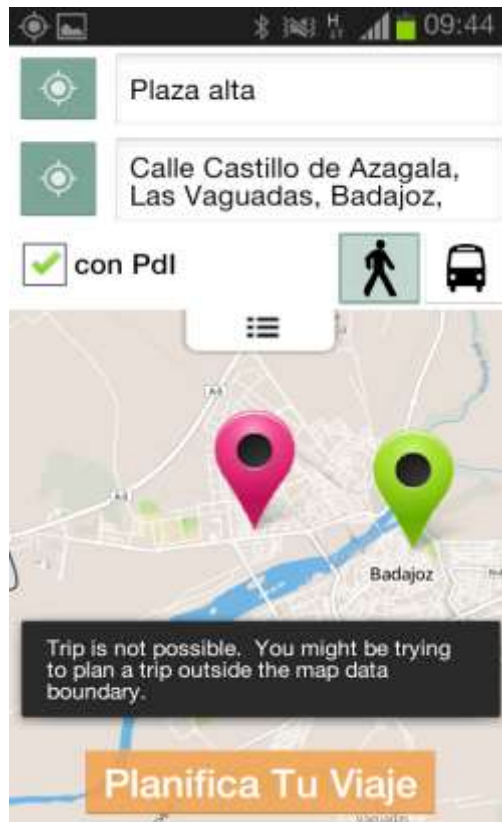 09:44
Plaza alta
Calle Castillo de Azagala,
Las Vaguadas, Badajoz,
con PdI
Badajoz
Trip is not possible. You might be trying
to plan a trip outside the map data
boundary.
Planifica Tu Viaje